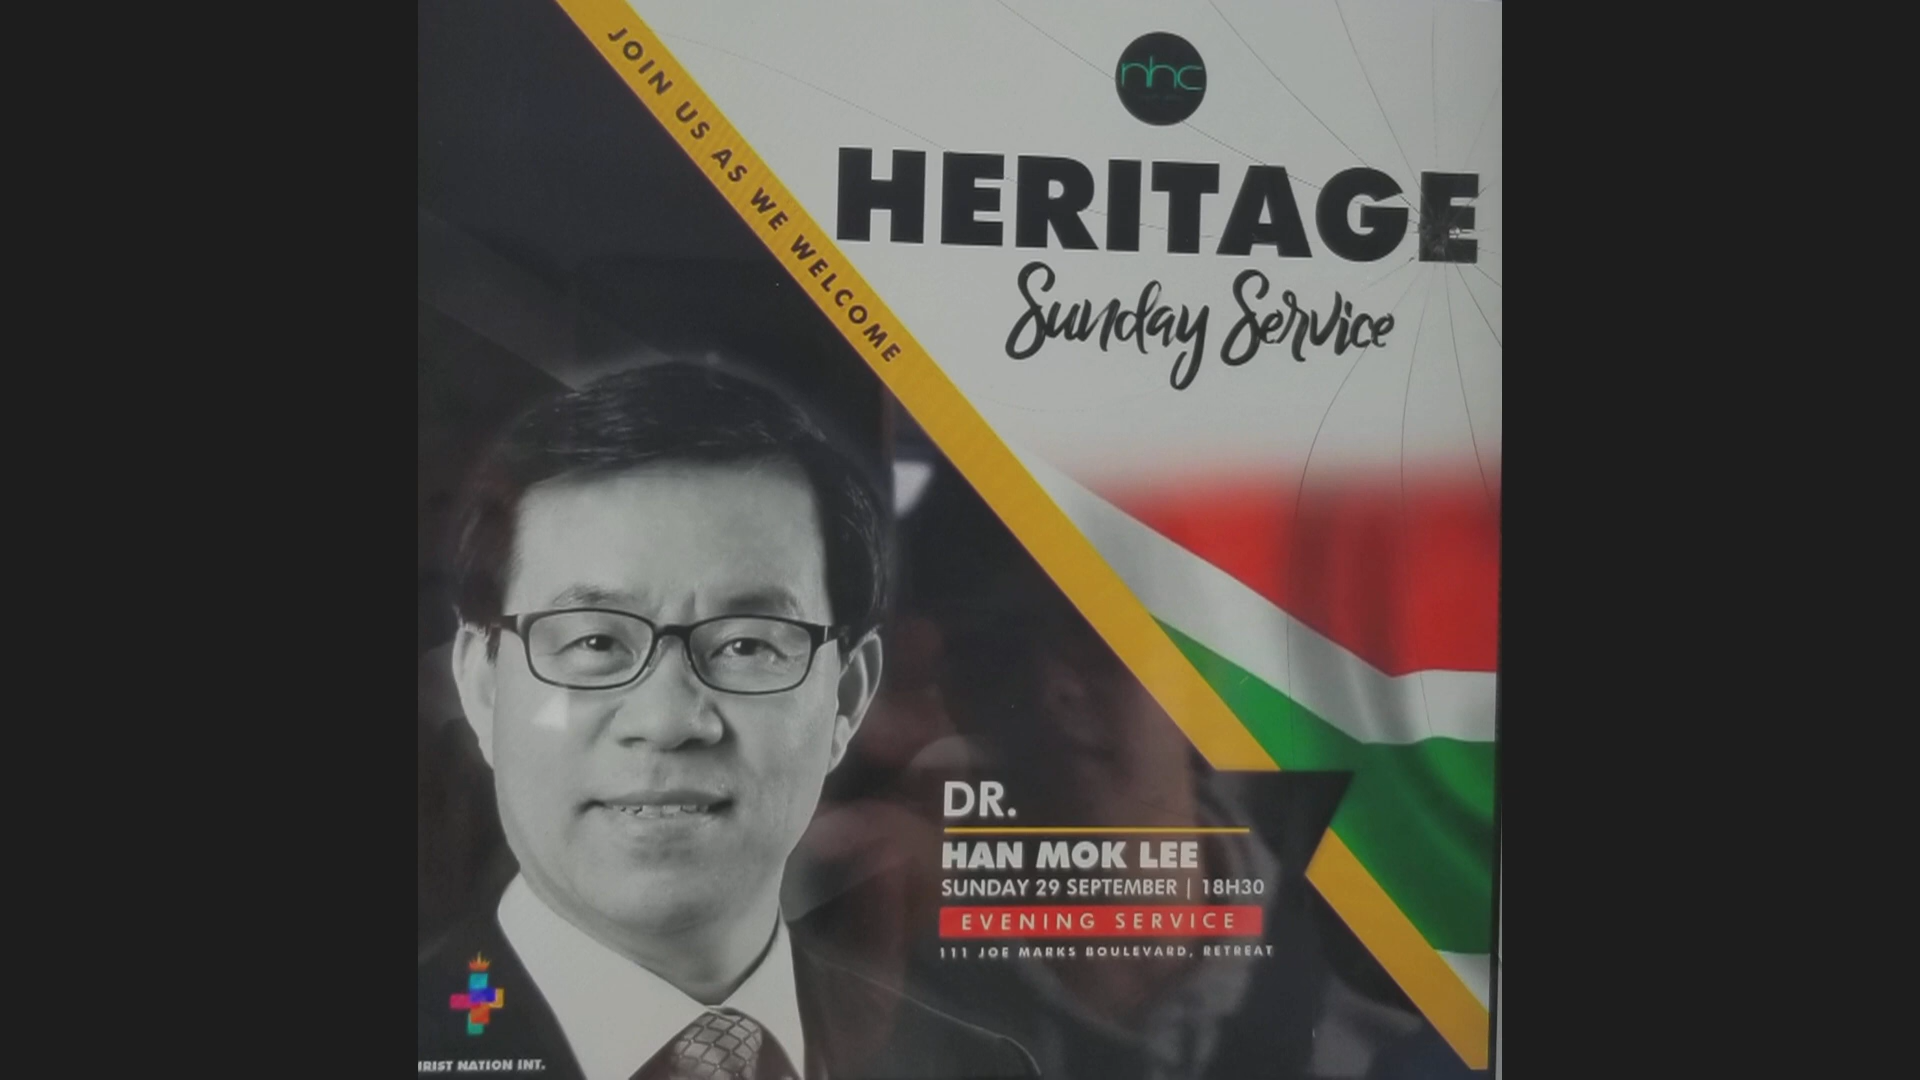 JOIN US AS WE WELCOME
nhc
HERITAGE
Sunday Service
DR.
HAN MOK LEE
SUNDAY 29 SEPTEMBER | 18H30
EVENING SERVICE
111 JOE MARKS BOULEVARD, RETREAT
RIST NATION INT.